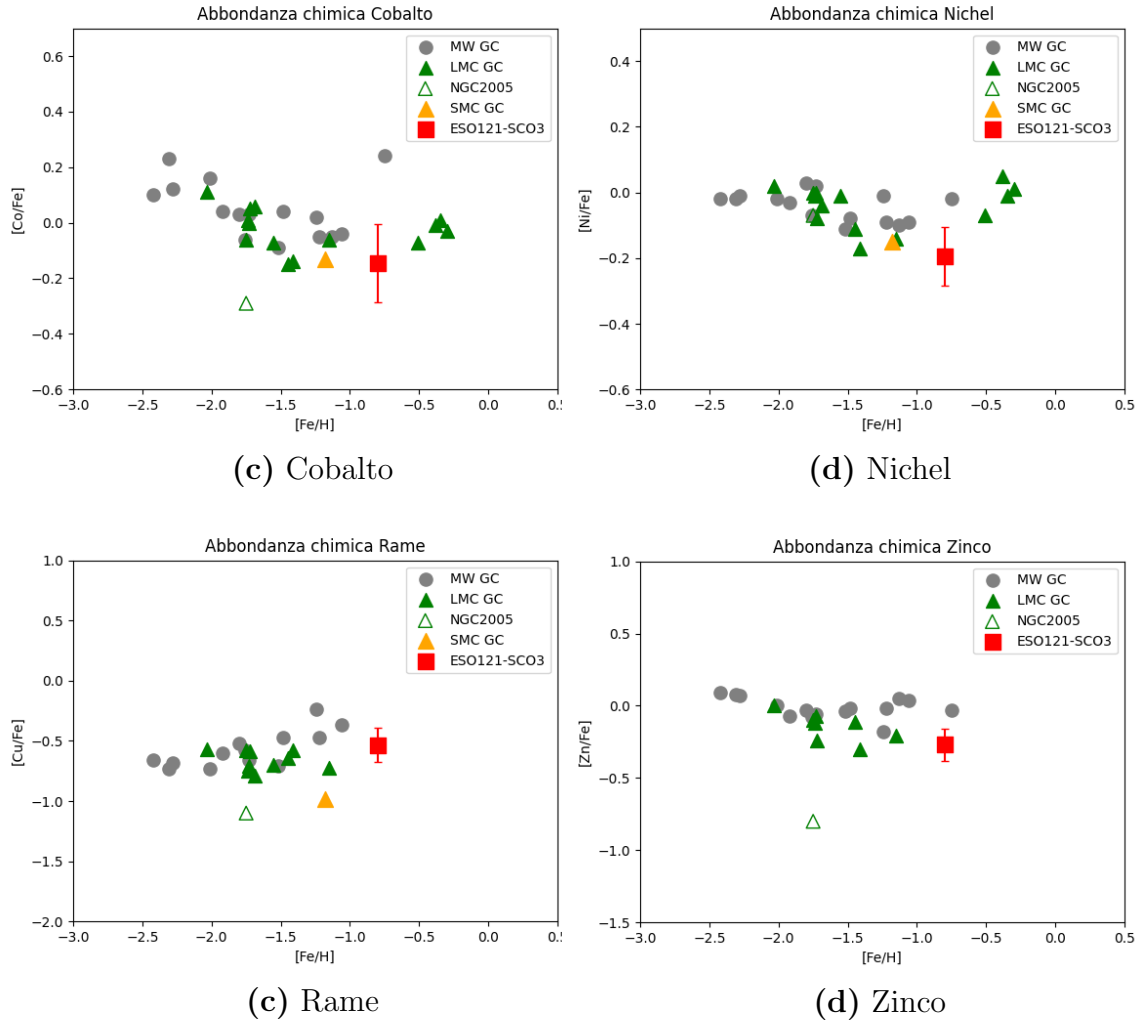 Abbondanza chimica Cobalto
MW GC
LMC GC
NGC2005
SMC GC
ESO121-SCO3
[Co/Fe]
0.6
0.4
0.2
0.0
−0.2
−0.4
−0.6
−3.0 −2.5 −2.0 −1.5 −1.0 −0.5 0.0 0.5
[Fe/H]
(c) Cobalto
Abbondanza chimica Nichel
MW GC
LMC GC
NGC2005
SMC GC
ESO121-SCO3
[Ni/Fe]
0.4
0.2
0.0
−0.2
−0.4
−0.6
−3.0 −2.5 −2.0 −1.5 −1.0 −0.5 0.0 0.5
[Fe/H]
(d) Nichel
Abbondanza chimica Rame
MW GC
LMC GC
NGC2005
SMC GC
ESO121-SCO3
[Cu/Fe]
1.0
0.5
0.0
−0.5
−1.0
−1.5
−2.0
−3.0 −2.5 −2.0 −1.5 −1.0 −0.5 0.0 0.5
[Fe/H]
(c) Rame
Abbondanza chimica Zinco
MW GC
LMC GC
NGC2005
ESO121-SCO3
[Zn/Fe]
1.0
0.5
0.0
−0.5
−1.0
−1.5
−3.0 −2.5 −2.0 −1.5 −1.0 −0.5 0.0 0.5
[Fe/H]
(d) Zinco